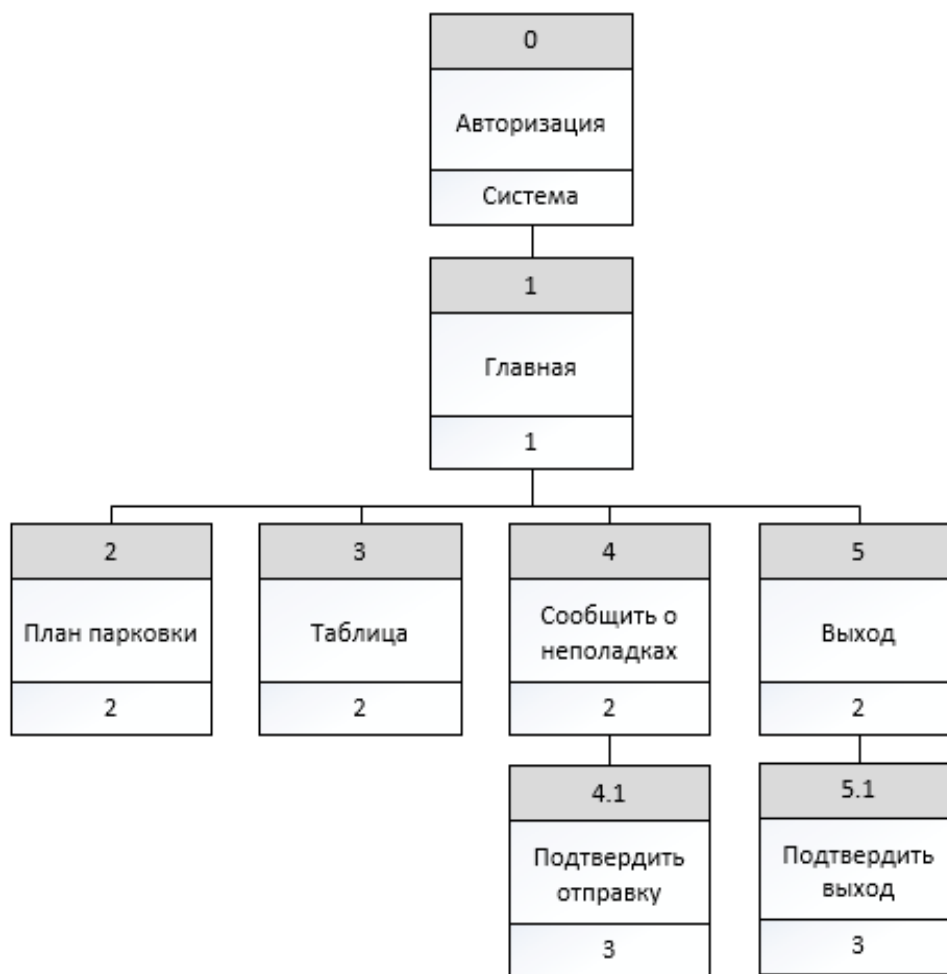 0
Авторизация
Система
1
Главная
1
2
План парковки
2
3
Таблица
2
4
Сообщить о
неполадках
2
5
Выход
2
4.1
Подтвердить
отправку
3
5.1
Подтвердить
выход
3